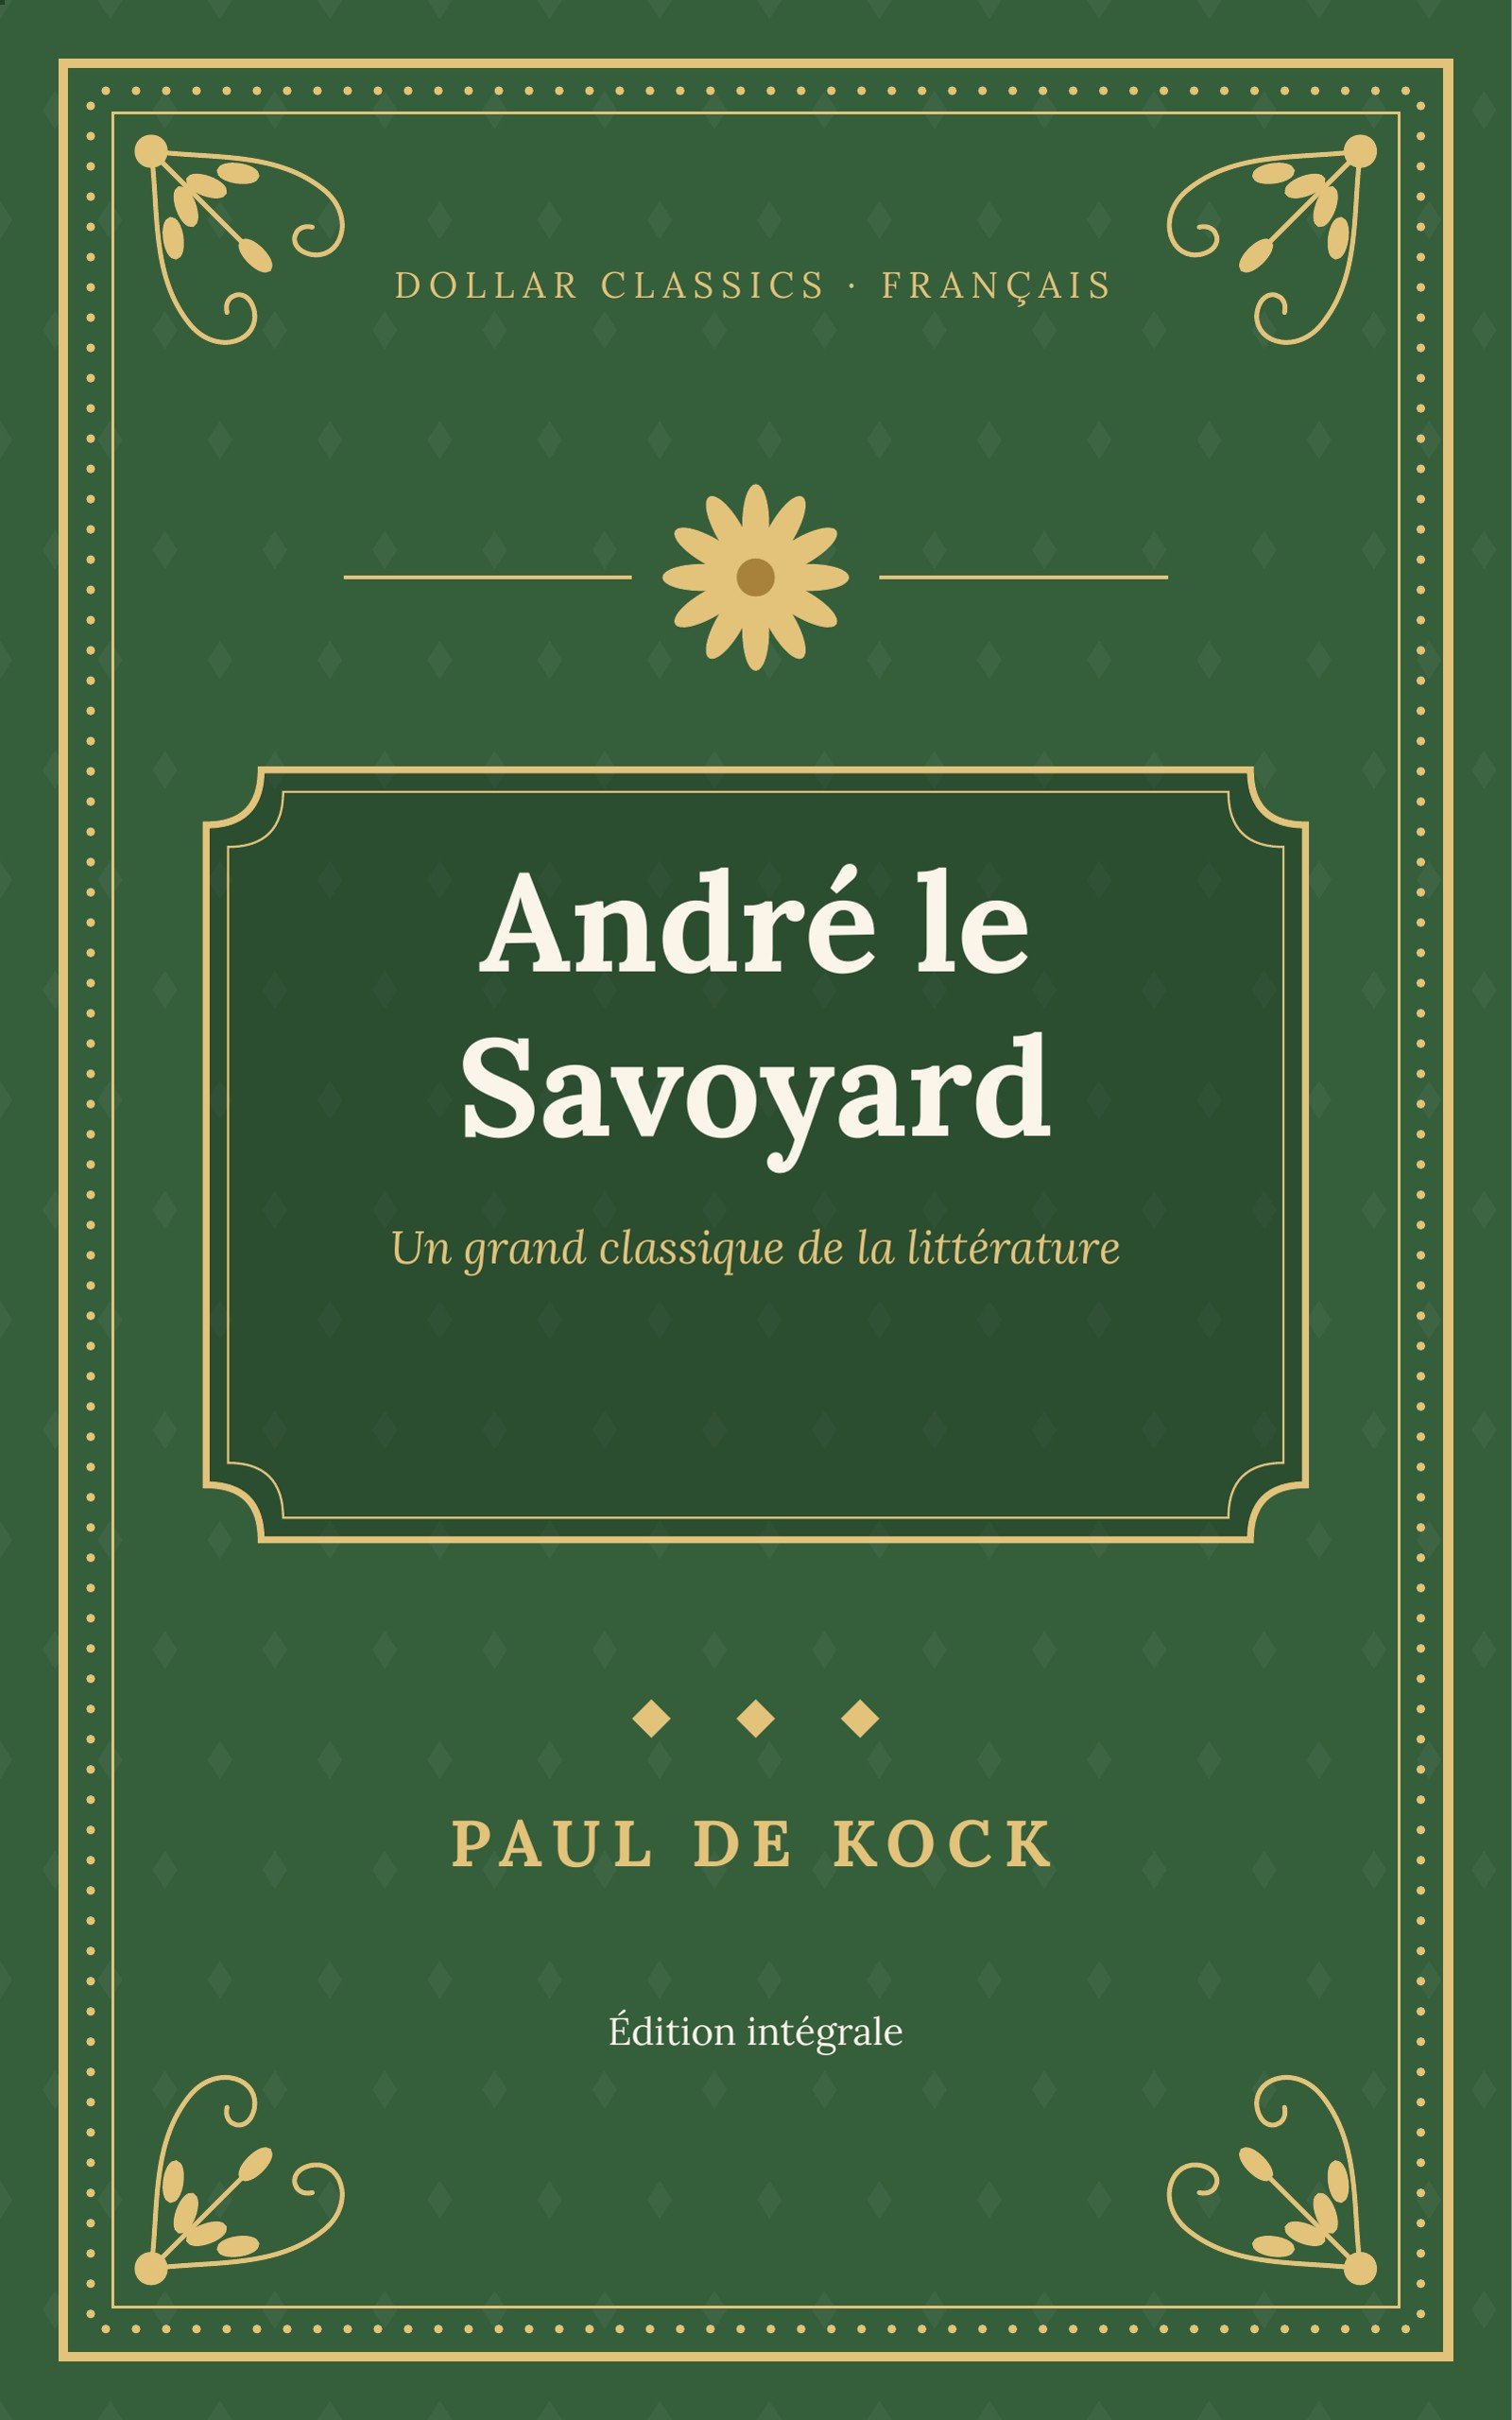 DOLLAR CLASSICS · FRANÇAIS
André le
Savoyard
Un grand classique de la littérature
PAUL DE KOCK
Édition intégrale